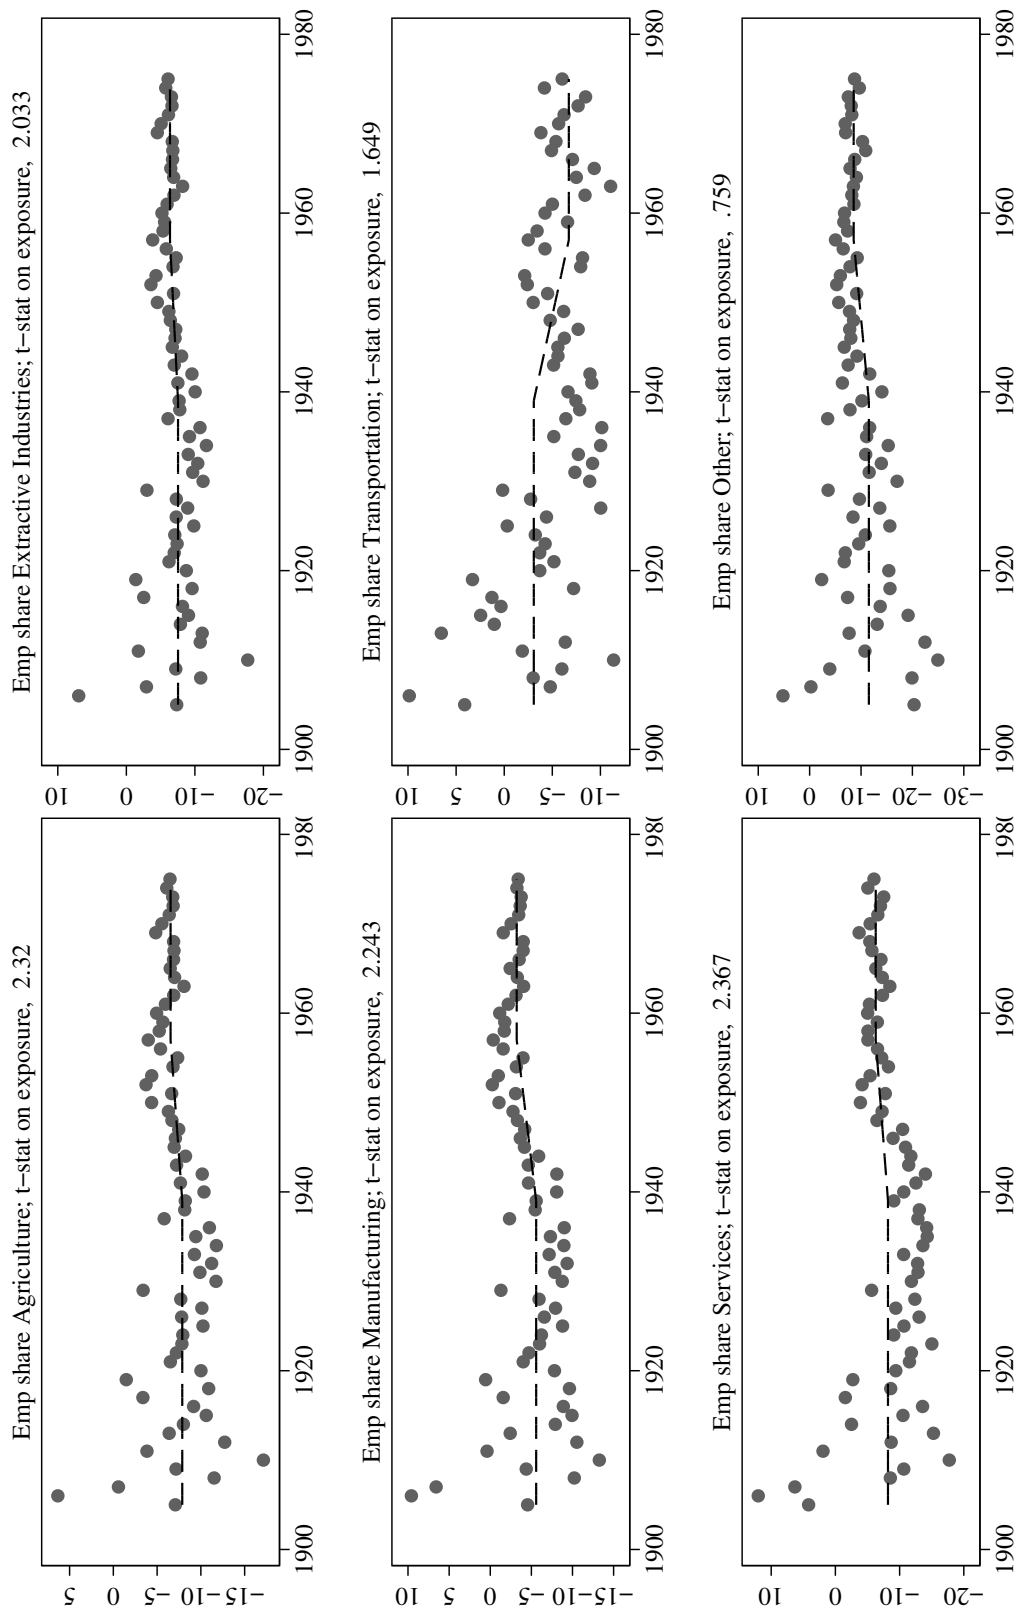 Emp share Agriculture; t−stat on exposure, 2.32
−15 −10 −5 0 5
1900 1920 1940 1960 198
Emp share Extractive Industries; t−stat on exposure, 2.033
−20 −10 0 10
1900 1920 1940 1960 1980
Emp share Manufacturing; t−stat on exposure, 2.243
−15 −10 −5 0 5 10
1900 1920 1940 1960 198
Emp share Transportation; t−stat on exposure, 1.649
−10 −5 0 5 10
1900 1920 1940 1960 1980
Emp share Services; t−stat on exposure, 2.367
−20 −10 0 10
1900 1920 1940 1960 198
Emp share Other; t−stat on exposure, .759
−30 −20 −10 0 10
1900 1920 1940 1960 1980